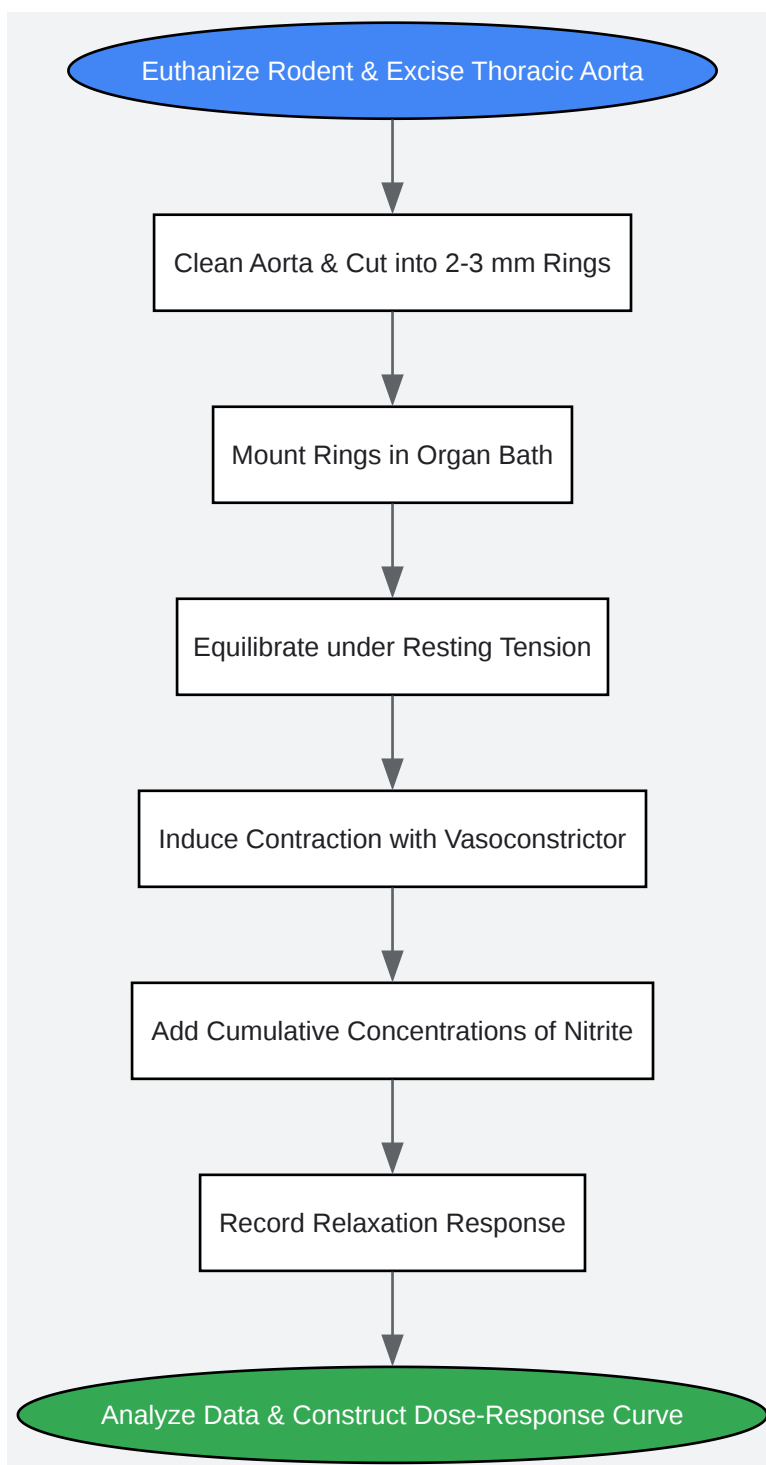 Euthanize Rodent & Excise Thoracic Aorta
Clean Aorta & Cut into 2-3 mm Rings
Mount Rings in Organ Bath
Equilibrate under Resting Tension
Induce Contraction with Vasoconstrictor
Add Cumulative Concentrations of Nitrite
Record Relaxation Response
Analyze Data & Construct Dose-Response Curve